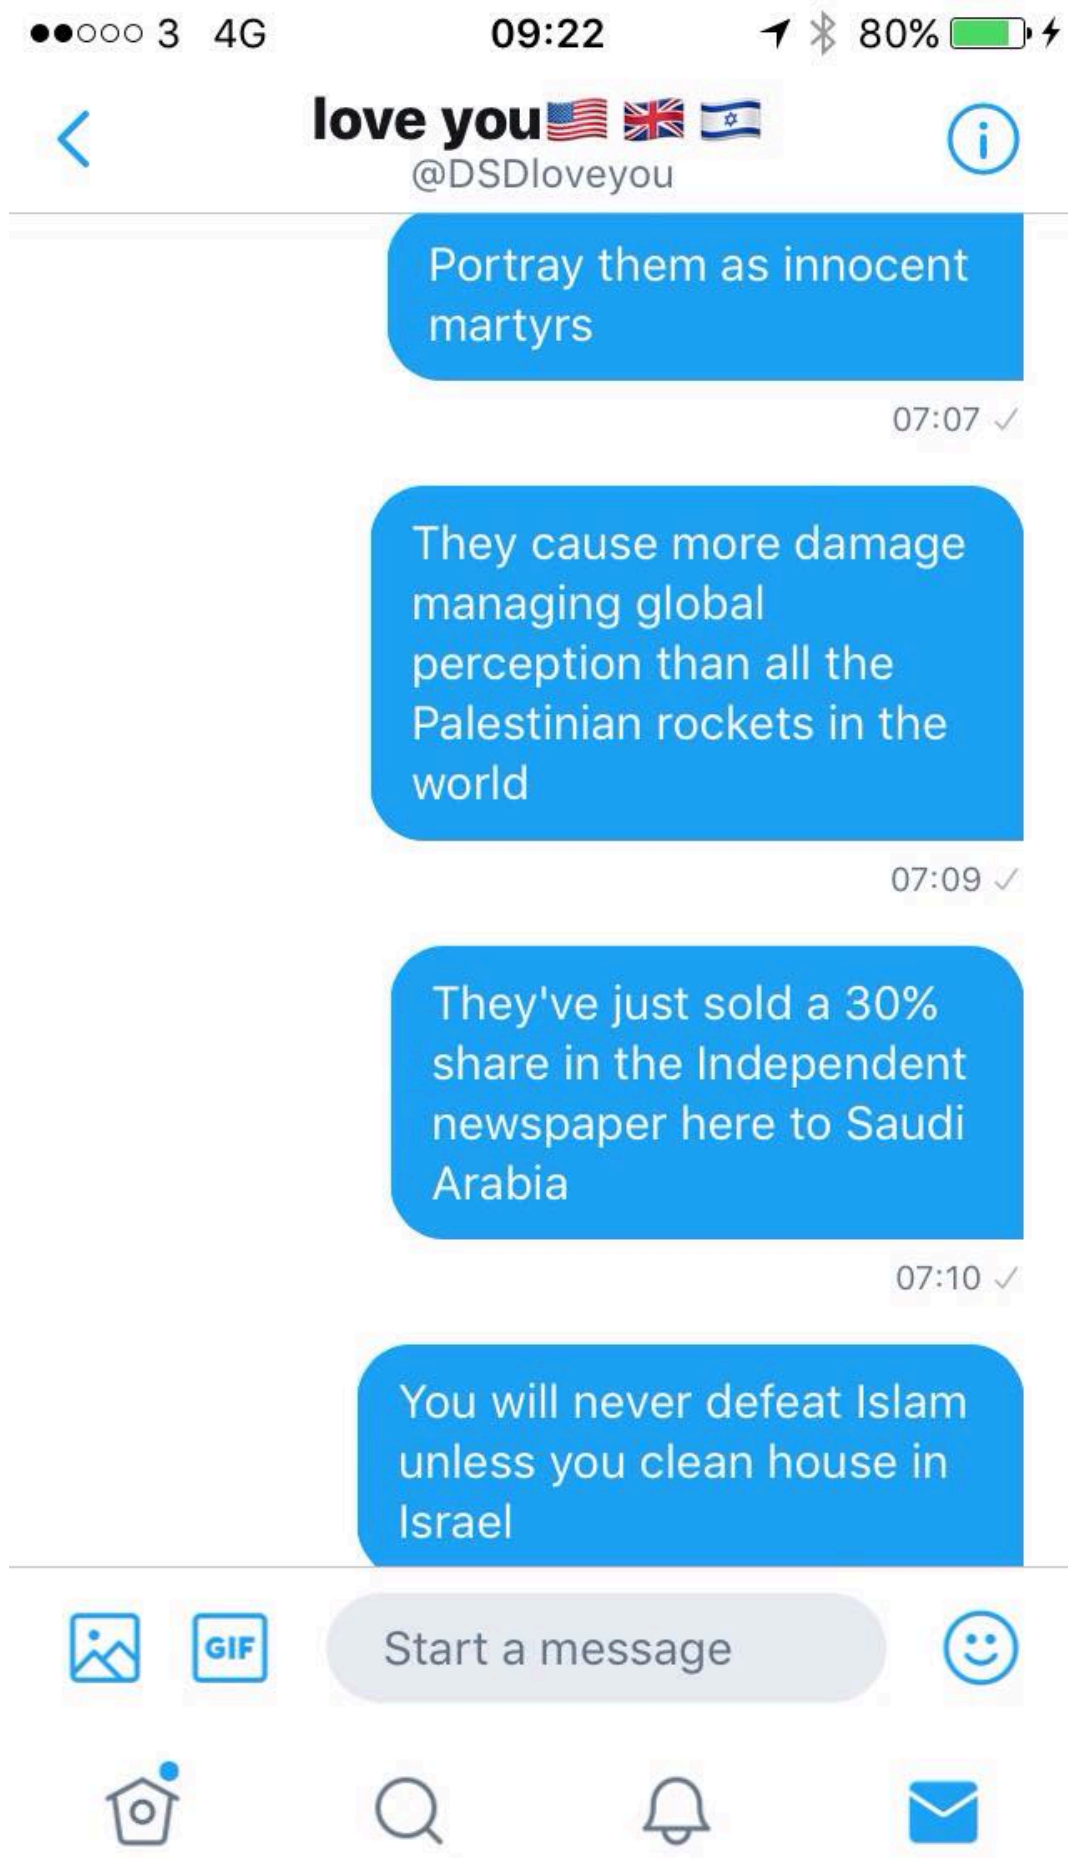 3 4G 09:22 80%
love you🇺🇸 🇬🇧 🇮🇱
@DSDloveyou
Portray them as innocent
martyrs
07:07 ✓
They cause more damage
managing global
perception than all the
Palestinian rockets in the
world
07:09 ✓
They've just sold a 30%
share in the Independent
newspaper here to Saudi
Arabia
07:10 ✓
You will never defeat Islam
unless you clean house in
Israel
GIF Start a message